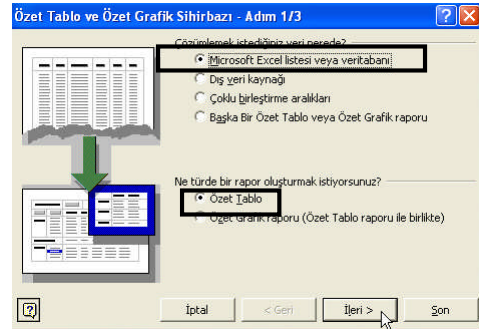 Özet Tablo ve Özet Grafik Sihirbazı - Adım 1/3
Çözümlemek istediğiniz veri nerede?
Microsoft Excel listesi veya veritabanı
Dış veri kaynağı
Çoklu birleştirme aralıkları
Başka Bir Özet Tablo veya Özet Grafik raporu
Ne türde bir rapor oluşturmak istiyorsunuz?
Özet Tablo
Özet Grafik raporu (Özet Tablo raporu ile birlikte)
İptal
< Geri
İleri >
Son